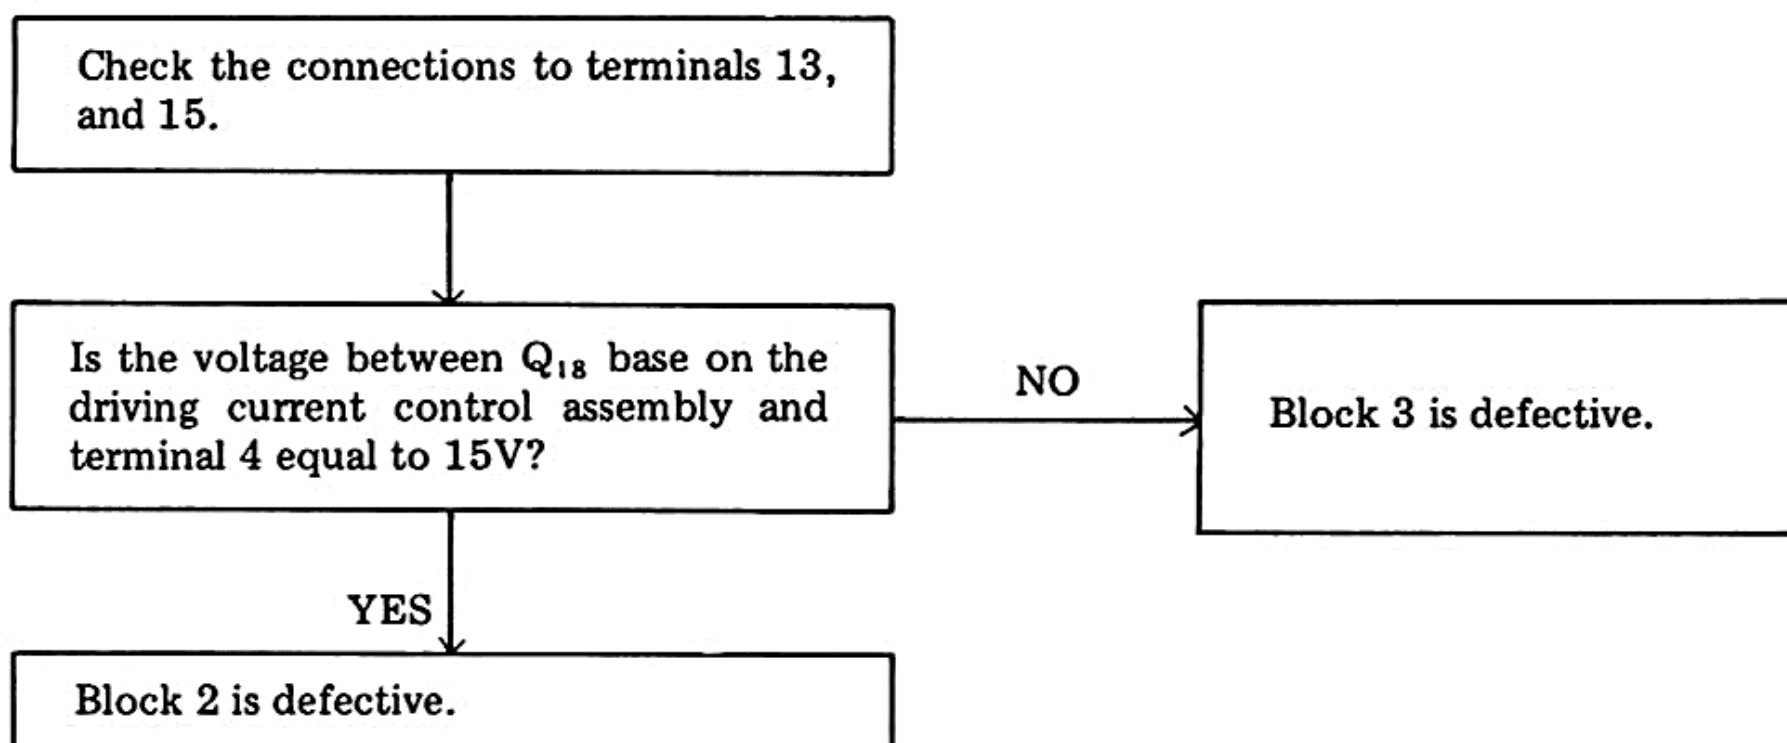 Check the connections to terminals 13,
and 15.
Is the voltage between Q₁₈ base on the
driving current control assembly and
terminal 4 equal to 15V?
NO
Block 3 is defective.
YES
Block 2 is defective.